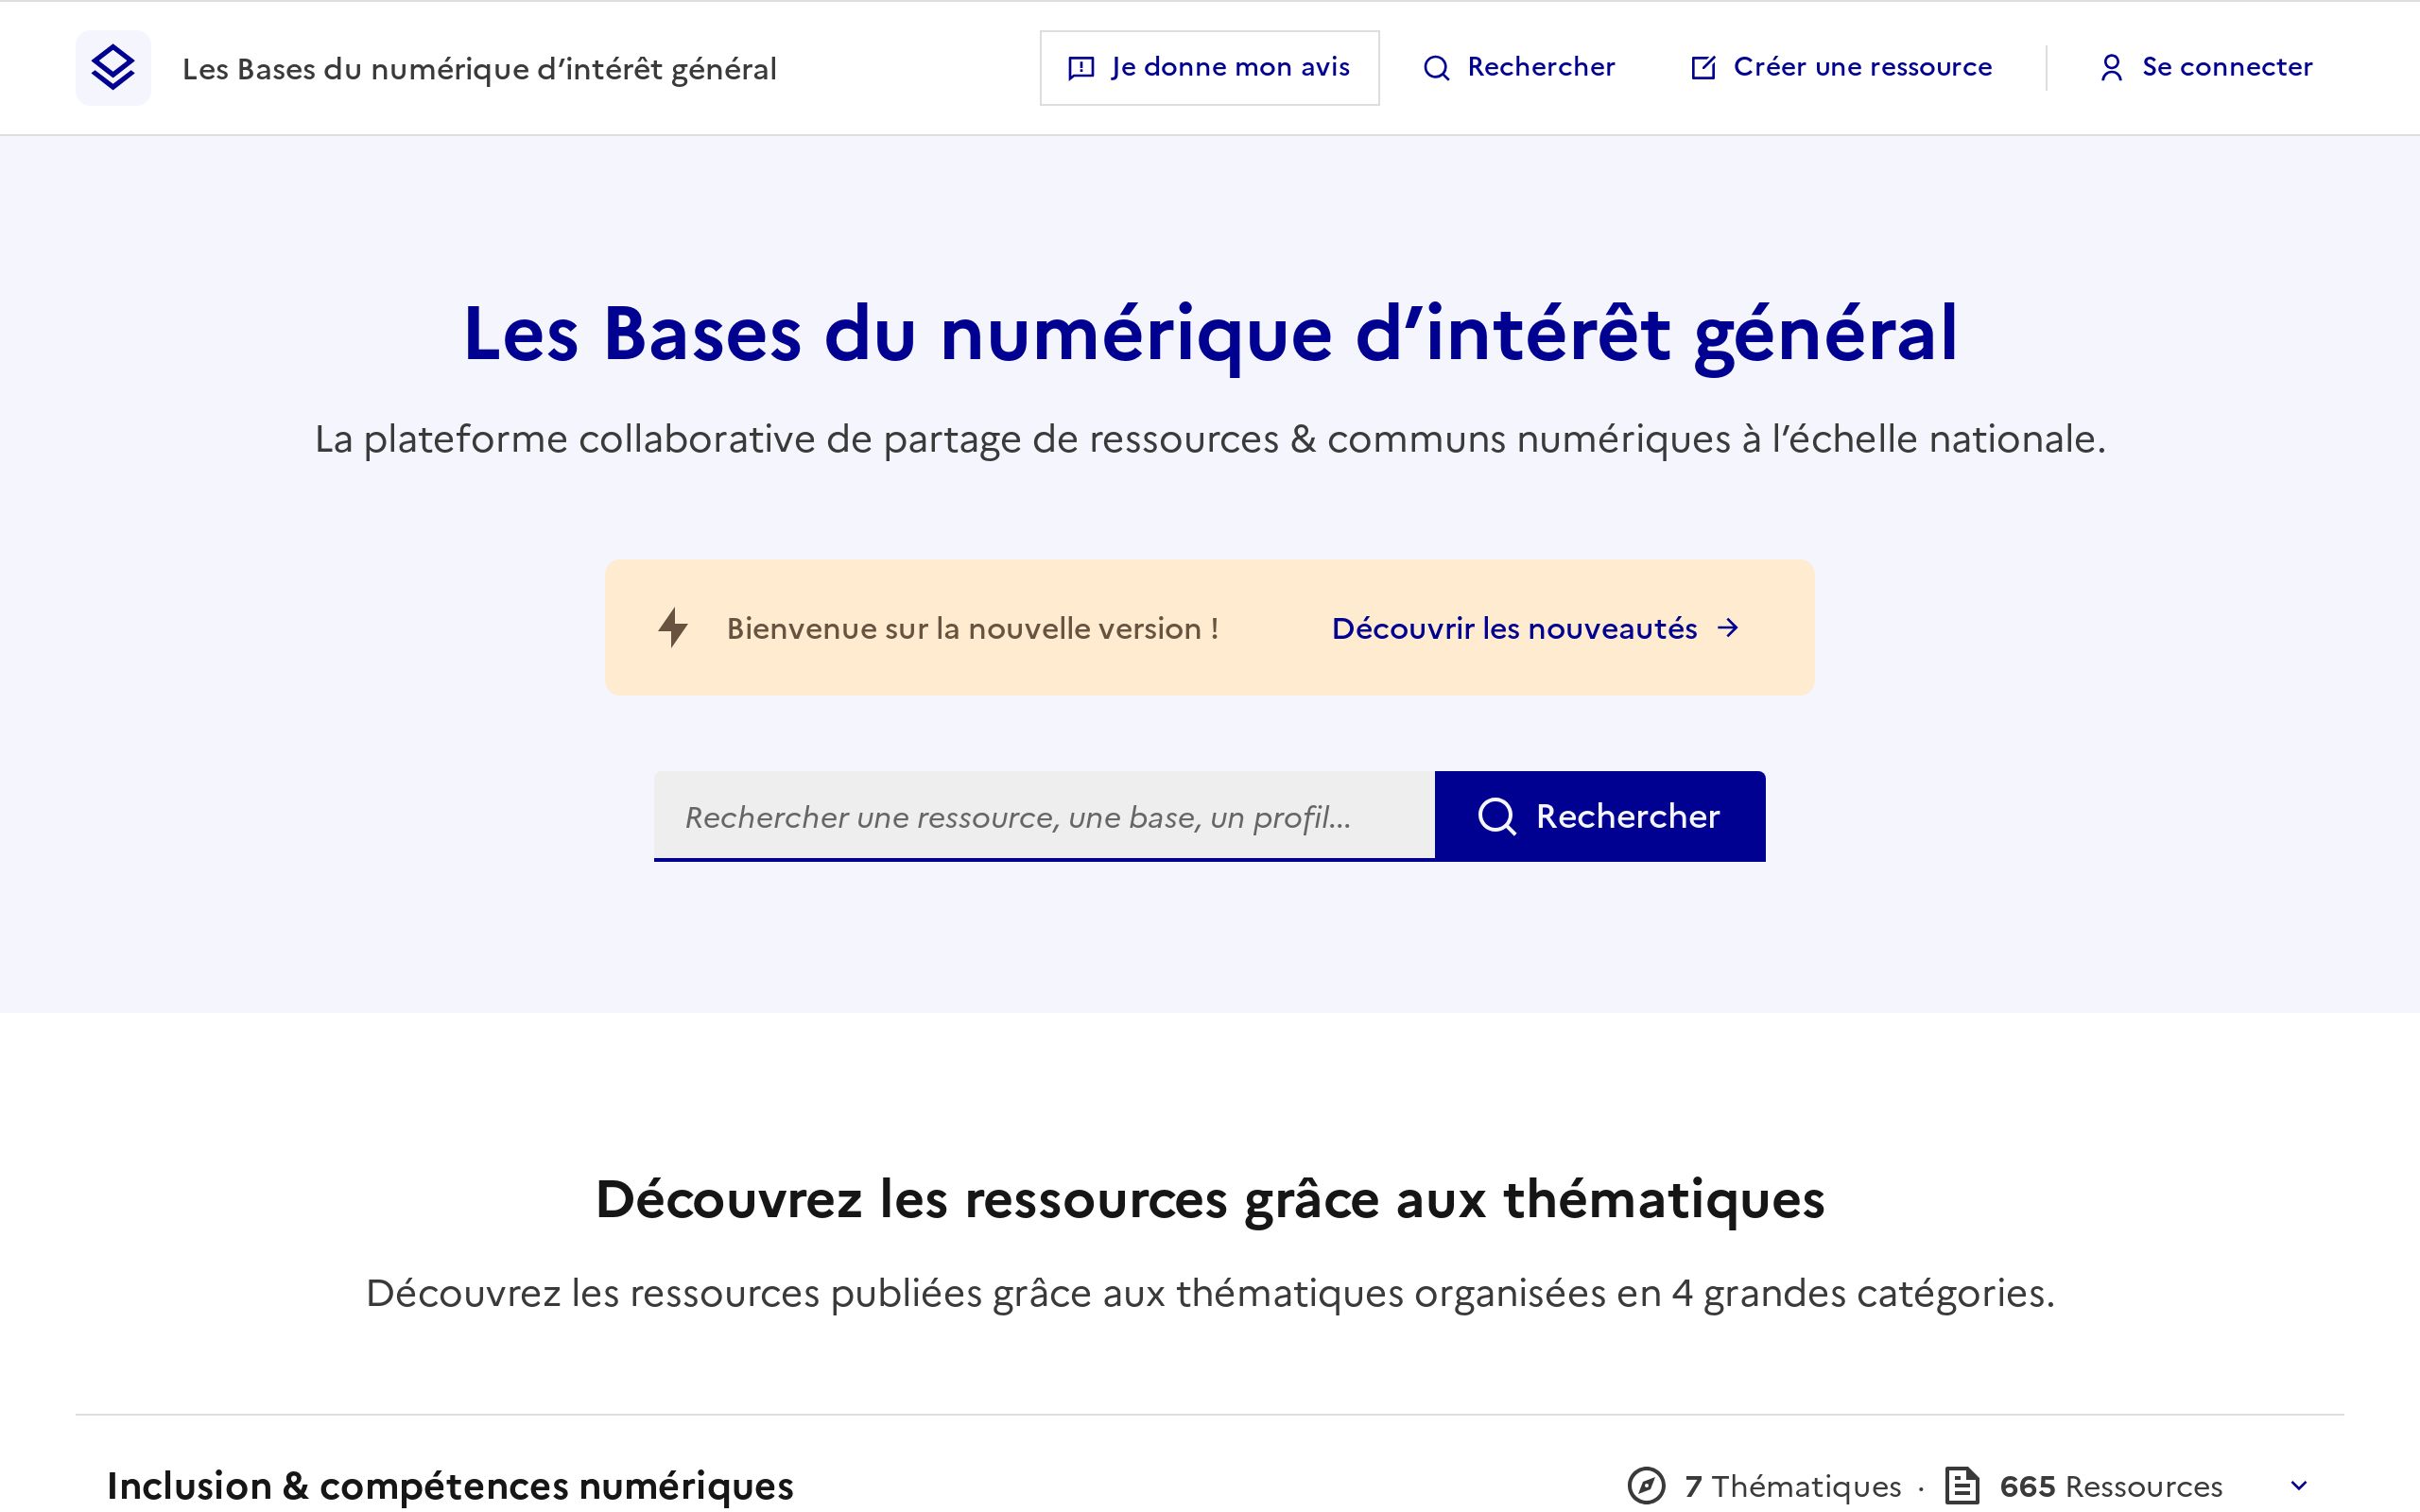 Les Bases du numérique d’intérêt général
Je donne mon avis
Rechercher
Créer une ressource
Se connecter
Les Bases du numérique d’intérêt général
La plateforme collaborative de partage de ressources & communs numériques à l’échelle nationale.
Bienvenue sur la nouvelle version !
Découvrir les nouveautés
Rechercher une ressource, une base, un profil...
Rechercher
Découvrez les ressources grâce aux thématiques
Découvrez les ressources publiées grâce aux thématiques organisées en 4 grandes catégories.
Inclusion & compétences numériques
7 Thématiques · 665 Ressources